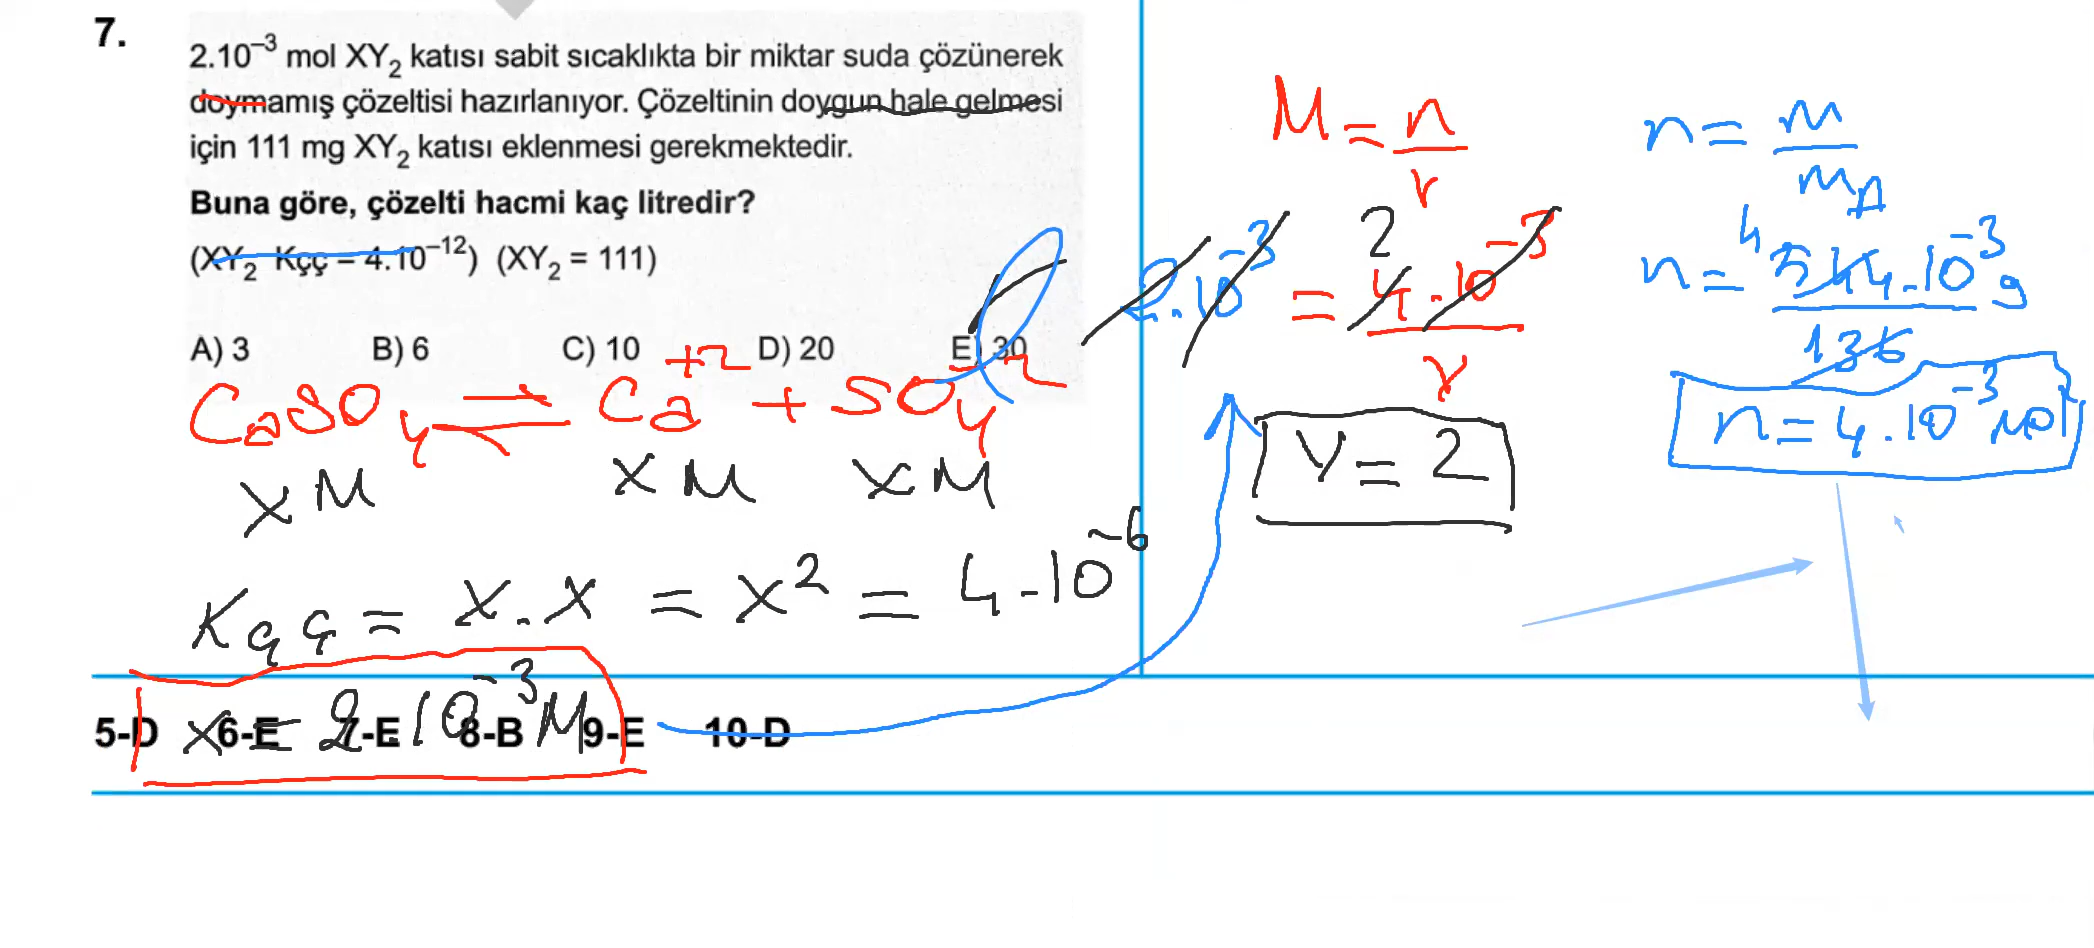 7.
2.10⁻³ mol XY₂ katısı sabit sıcaklıkta bir miktar suda çözünerek
doymamış çözeltisi hazırlanıyor. Çözeltinin doygun hale gelmesi
için 111 mg XY₂ katısı eklenmesi gerekmektedir.
Buna göre, çözelti hacmi kaç litredir?
(XY₂ Kçç = 4.10⁻¹²) (XY₂ = 111)
A) 3 B) 6 C) 10 D) 20 E) 30
CaSO₄ ⇌ Ca⁺² + SO₄⁻²
XM XM XM
Kçç = x.x = x² = 4.10⁻⁶
x = 2 10⁻³ M
5-D 6-E 7-E 8-B 9-E 10-D
M = n/v
2.10⁻³ = 4.10⁻³/v
2
V = 2
n = m/mA
n = 544.10⁻³g/136
4
n = 4.10⁻³ mol